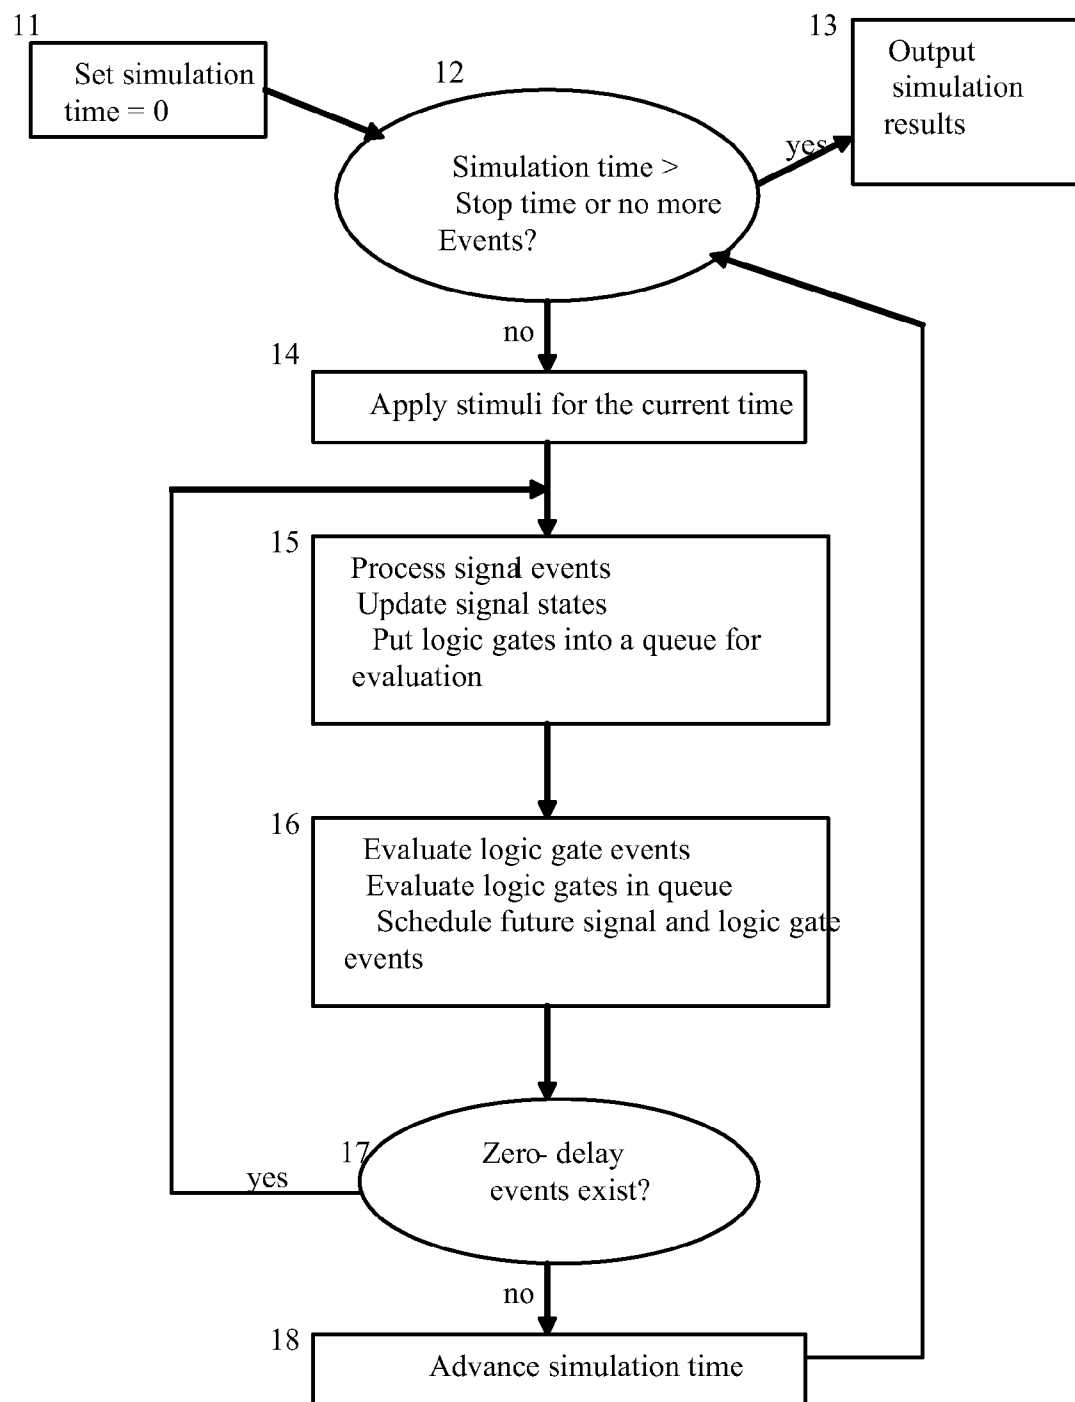 11
Set simulation
time = 0
12
Simulation time >
Stop time or no more
Events?
yes
13
Output
simulation
results
no
14
Apply stimuli for the current time
15
Process signal events
Update signal states
Put logic gates into a queue for
evaluation
16
Evaluate logic gate events
Evaluate logic gates in queue
Schedule future signal and logic gate
events
17
Zero- delay
events exist?
yes
no
18
Advance simulation time